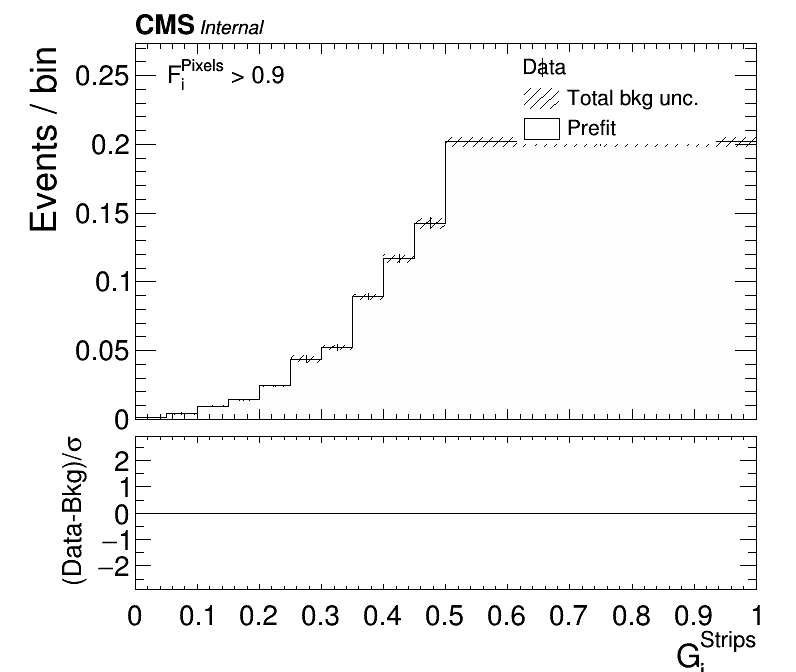 CMS Internal
F_i^Pixels > 0.9
Data
Total bkg unc.
Prefit
Events / bin
0.25
0.2
0.15
0.1
0.05
0
(Data-Bkg)/σ
2
1
0
−1
−2
0 0.1 0.2 0.3 0.4 0.5 0.6 0.7 0.8 0.9 1
G_i^Strips